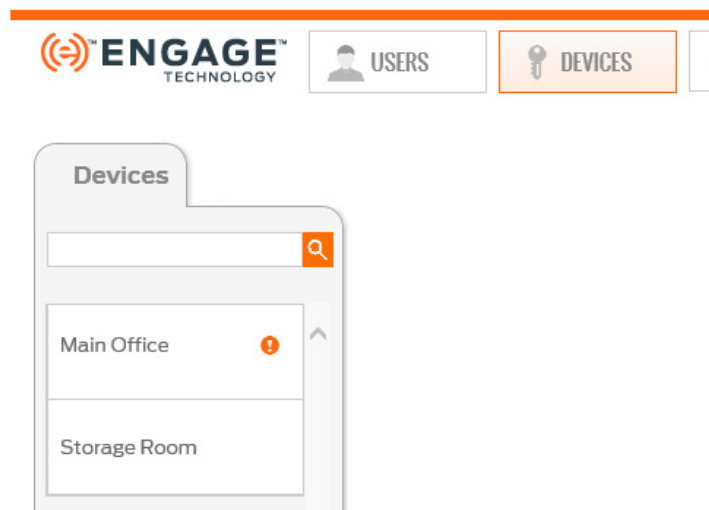 ENGAGE™
TECHNOLOGY
USERS
DEVICES
Devices
Main Office
Storage Room